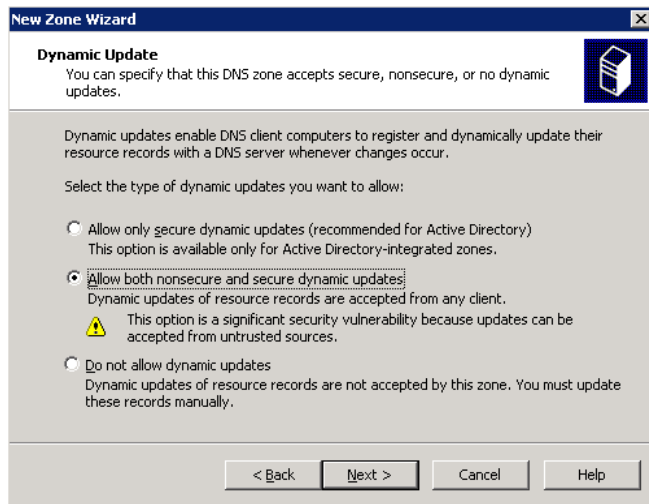 New Zone Wizard
Dynamic Update
You can specify that this DNS zone accepts secure, nonsecure, or no dynamic
updates.
Dynamic updates enable DNS client computers to register and dynamically update their
resource records with a DNS server whenever changes occur.
Select the type of dynamic updates you want to allow:
Allow only secure dynamic updates (recommended for Active Directory)
This option is available only for Active Directory-integrated zones.
Allow both nonsecure and secure dynamic updates
Dynamic updates of resource records are accepted from any client.
This option is a significant security vulnerability because updates can be
accepted from untrusted sources.
Do not allow dynamic updates
Dynamic updates of resource records are not accepted by this zone. You must update
these records manually.
< Back Next > Cancel Help